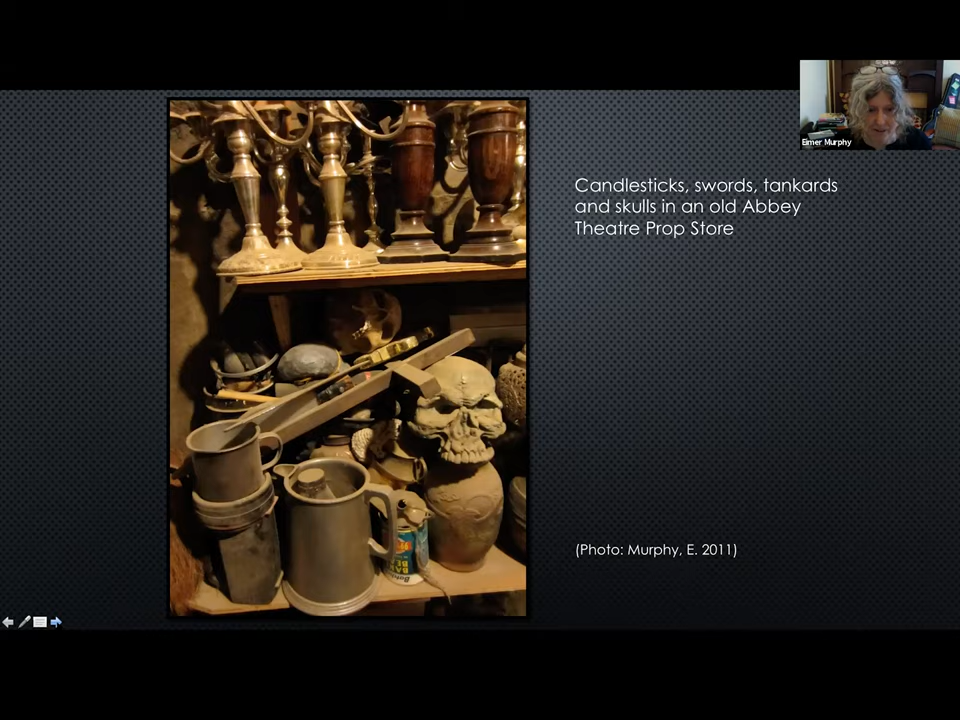 Eimer Murphy
Candlesticks, swords, tankards
and skulls in an old Abbey
Theatre Prop Store
(Photo: Murphy, E. 2011)